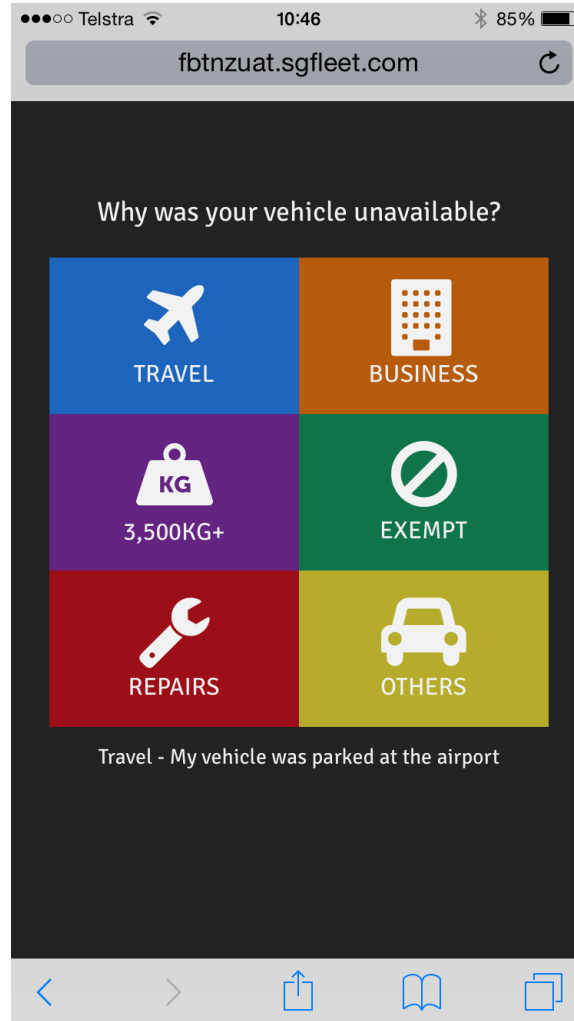 Telstra 10:46 85%
fbtnzuat.sgfleet.com
Why was your vehicle unavailable?
TRAVEL BUSINESS
KG
3,500KG+ EXEMPT
REPAIRS OTHERS
Travel - My vehicle was parked at the airport